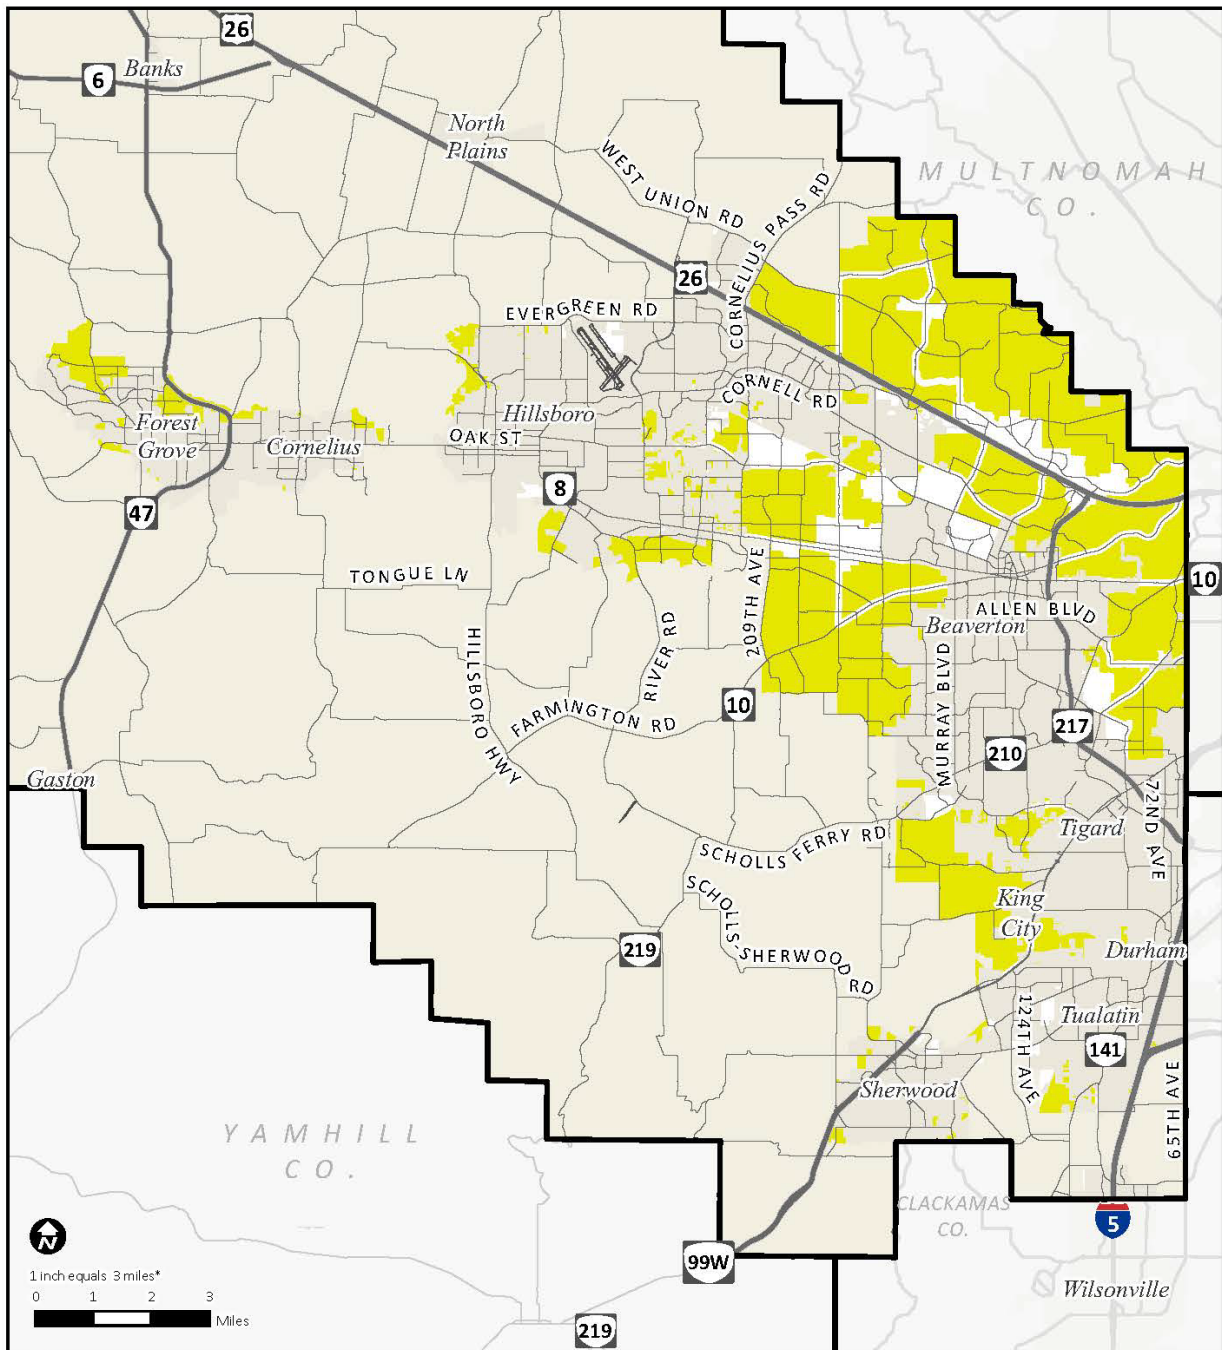 26
6
Banks
North
Plains
WEST UNION RD
CORNELIUS PASS RD
MULTNOMAH
CO.
26
EVERGREEN RD
CORNELL RD
Hillsboro
OAK ST
Forest
Grove
Cornelius
47
8
TONGUE LN
209TH AVE
10
ALLEN BLVD
Beaverton
HILLSBORO HWY
RIVER RD
FARMINGTON RD
10
MURRAY BLVD
217
210
Gaston
72ND AVE
Tigard
SCHOLLS FERRY RD
SCHOLLS-SHERWOOD RD
King
City
219
Durham
124TH AVE
Tualatin
141
Sherwood
65TH AVE
YAMHILL
CO.
CLACKAMAS
CO.
5
N
99W
Wilsonville
1 inch equals 3 miles*
0 1 2 3
Miles
219